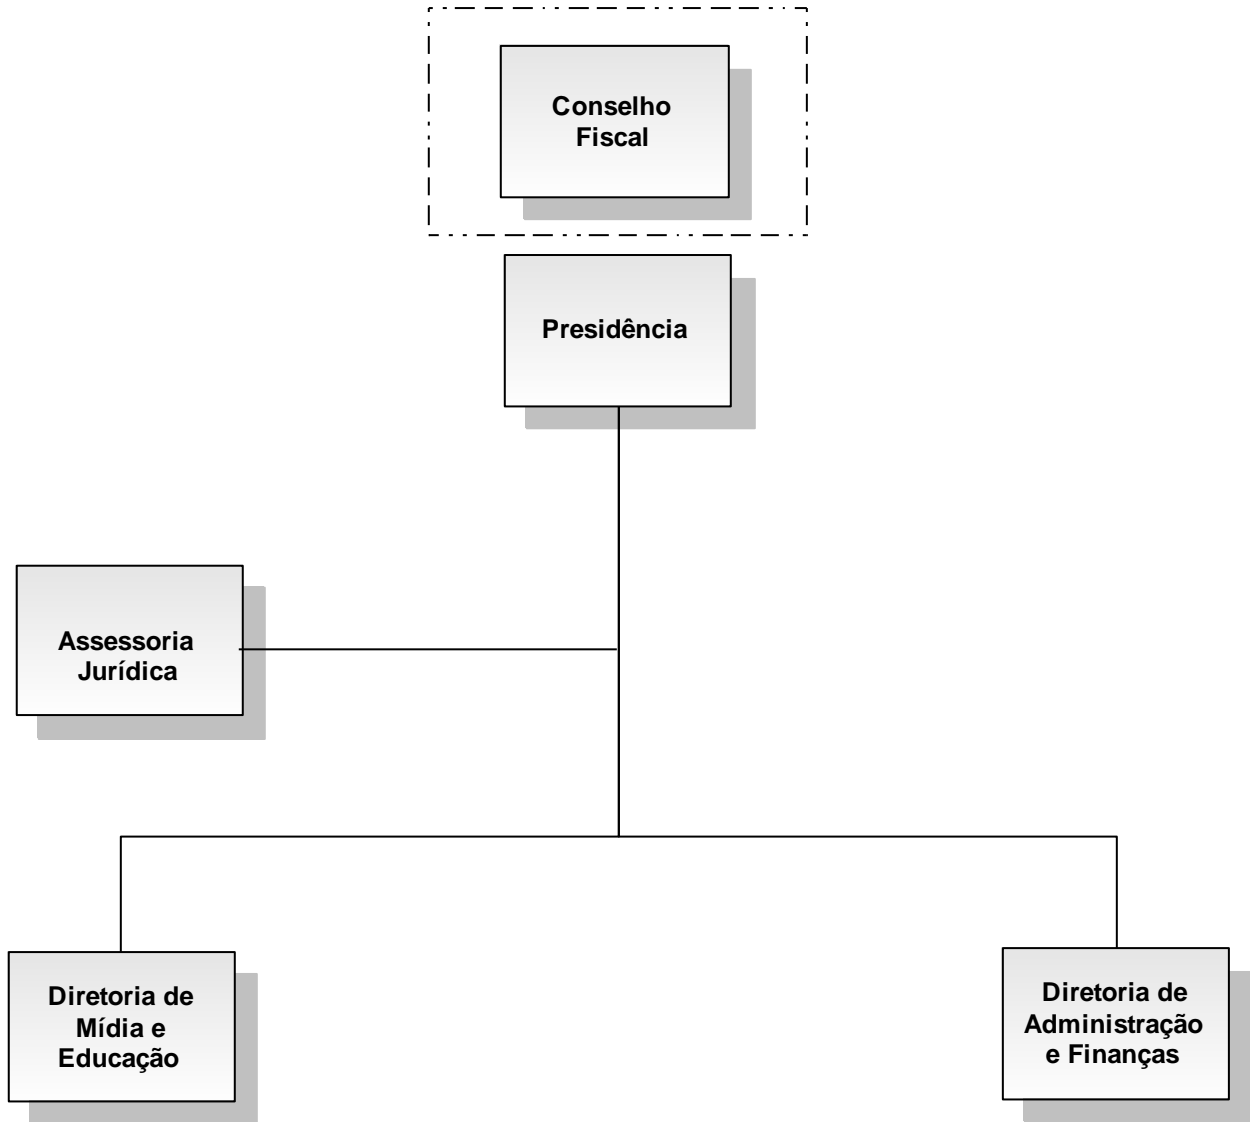 Conselho
Fiscal
Presidência
Assessoria
Jurídica
Diretoria de
Mídia e
Educação
Diretoria de
Administração
e Finanças